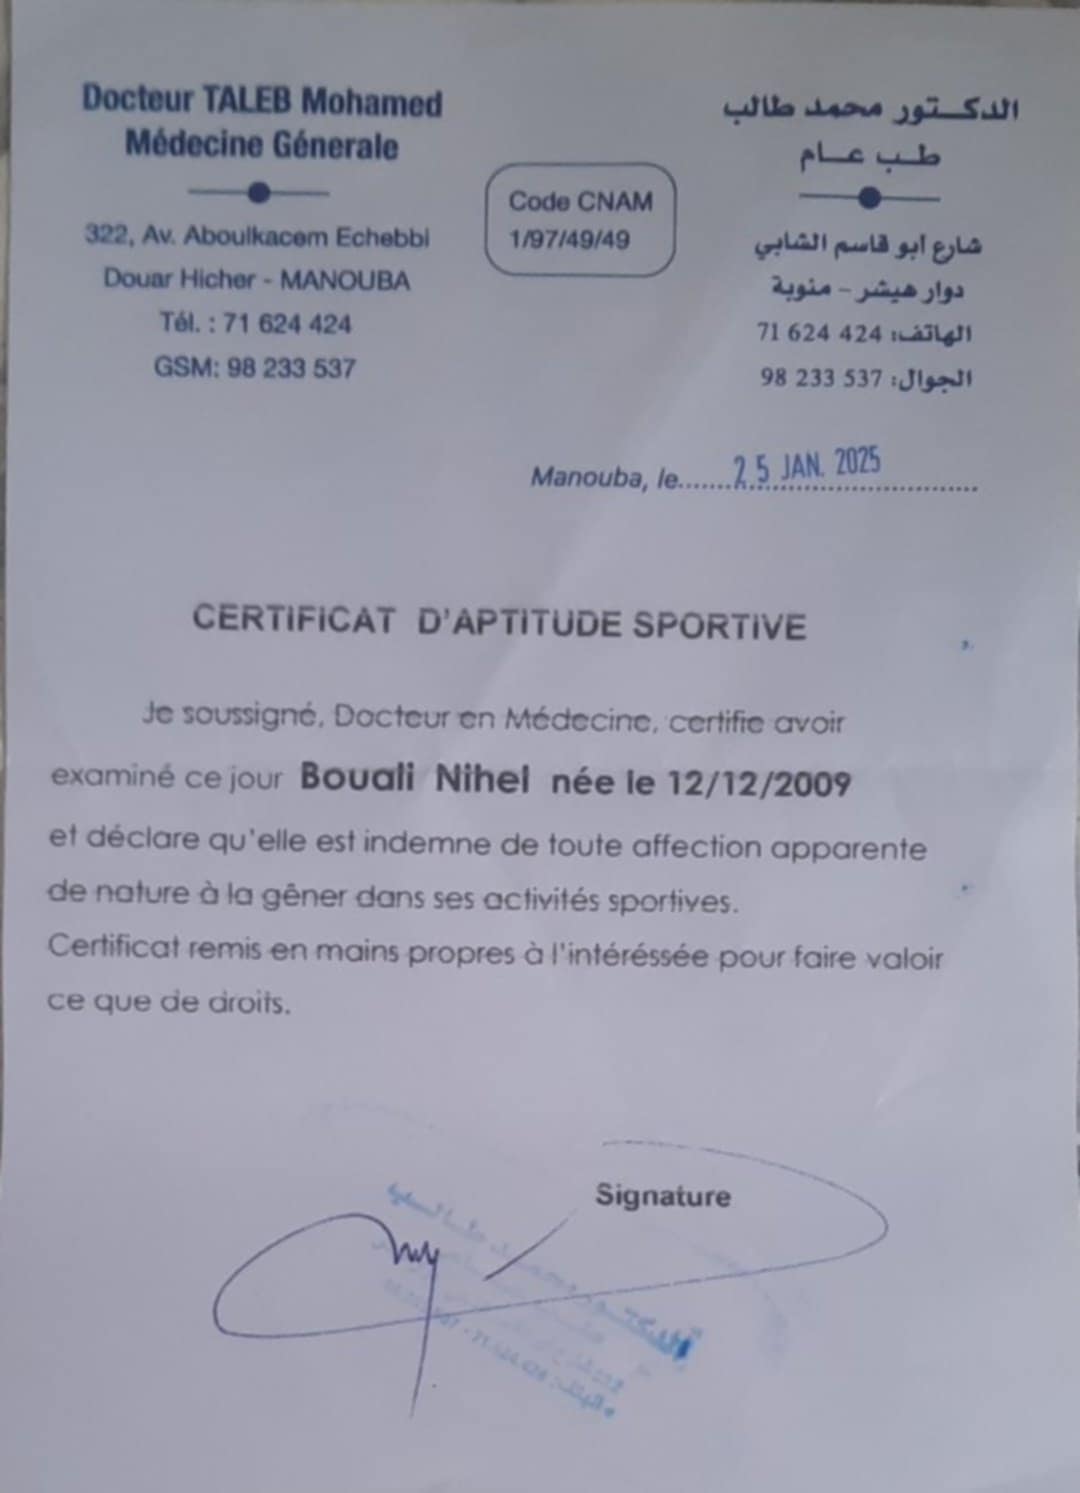 Docteur TALEB Mohamed
Médecine Génerale
322, Av. Aboulkacem Echebbi
Douar Hicher - MANOUBA
Tél. : 71 624 424
GSM: 98 233 537
Code CNAM
1/97/49/49
الدكـتور محمد طالب
طـب عـام
شارع أبو قاسم الشابي
دوار هيشر - منوبة
الهاتف: 424 624 71
الجوال: 537 233 98
Manouba, le.......25 JAN. 2025
CERTIFICAT D'APTITUDE SPORTIVE
Je soussigné, Docteur en Médecine, certifie avoir
examiné ce jour Bouali Nihel née le 12/12/2009
et déclare qu'elle est indemne de toute affection apparente
de nature à la gêner dans ses activités sportives.
Certificat remis en mains propres à l'intéréssée pour faire valoir
ce que de droits.
Signature